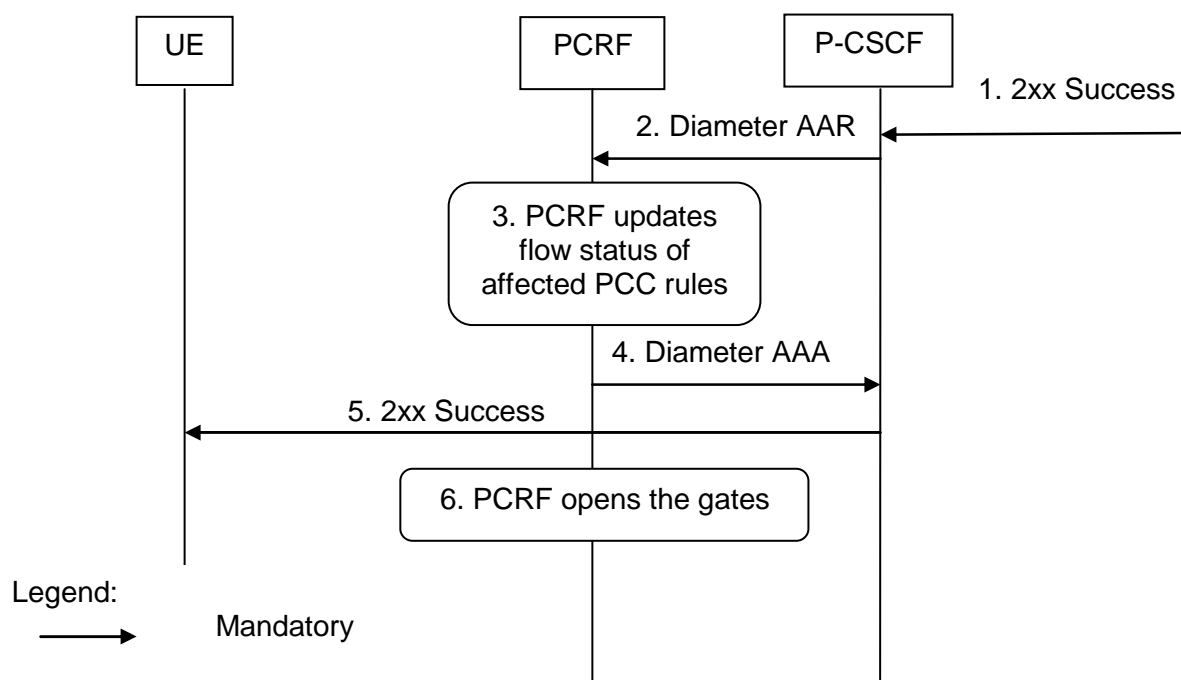 UE
PCRF
P-CSCF
1. 2xx Success
2. Diameter AAR
3. PCRF updates
flow status of
affected PCC rules
4. Diameter AAA
5. 2xx Success
6. PCRF opens the gates
Legend:
Mandatory